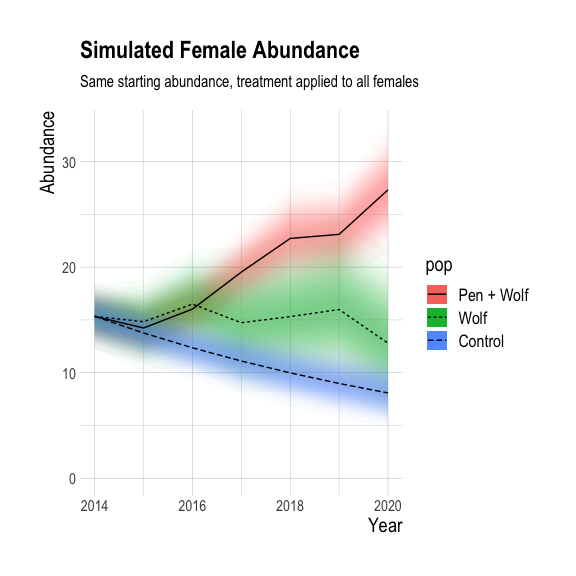 Simulated Female Abundance
Same starting abundance, treatment applied to all females
Abundance
30
20
10
0
2014 2016 2018 2020
Year
pop
Pen + Wolf
Wolf
Control